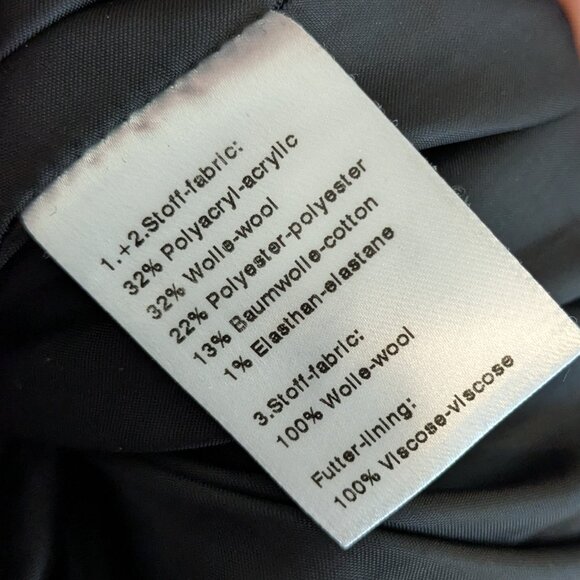 1.+2.Stoff-fabric:
32% Polyacryl-acrylic
32% Wolle-wool
22% Polyester-polyester
13% Baumwolle-cotton
1% Elasthan-elastane
3.Stoff-fabric:
100% Wolle-wool
Futter-lining:
100% Viscose-viscose